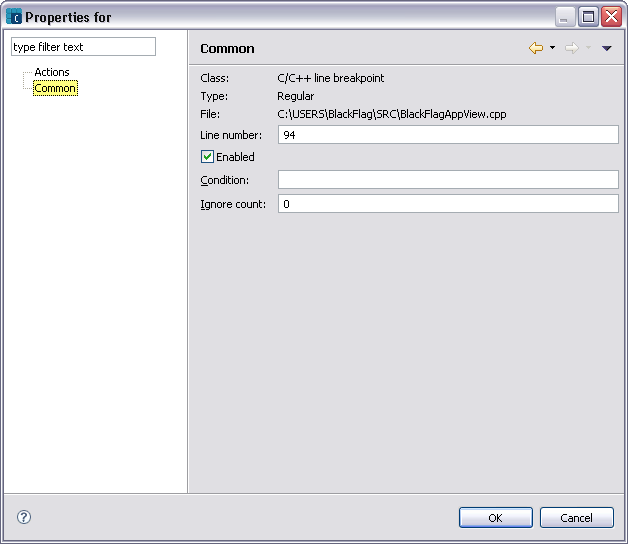 Properties for
type filter text
Actions
Common
Common
Class: C/C++ line breakpoint
Type: Regular
File: C:\USERS\BlackFlag\SRC\BlackFlagAppView.cpp
Line number: 94
Enabled
Condition:
Ignore count: 0
? OK Cancel